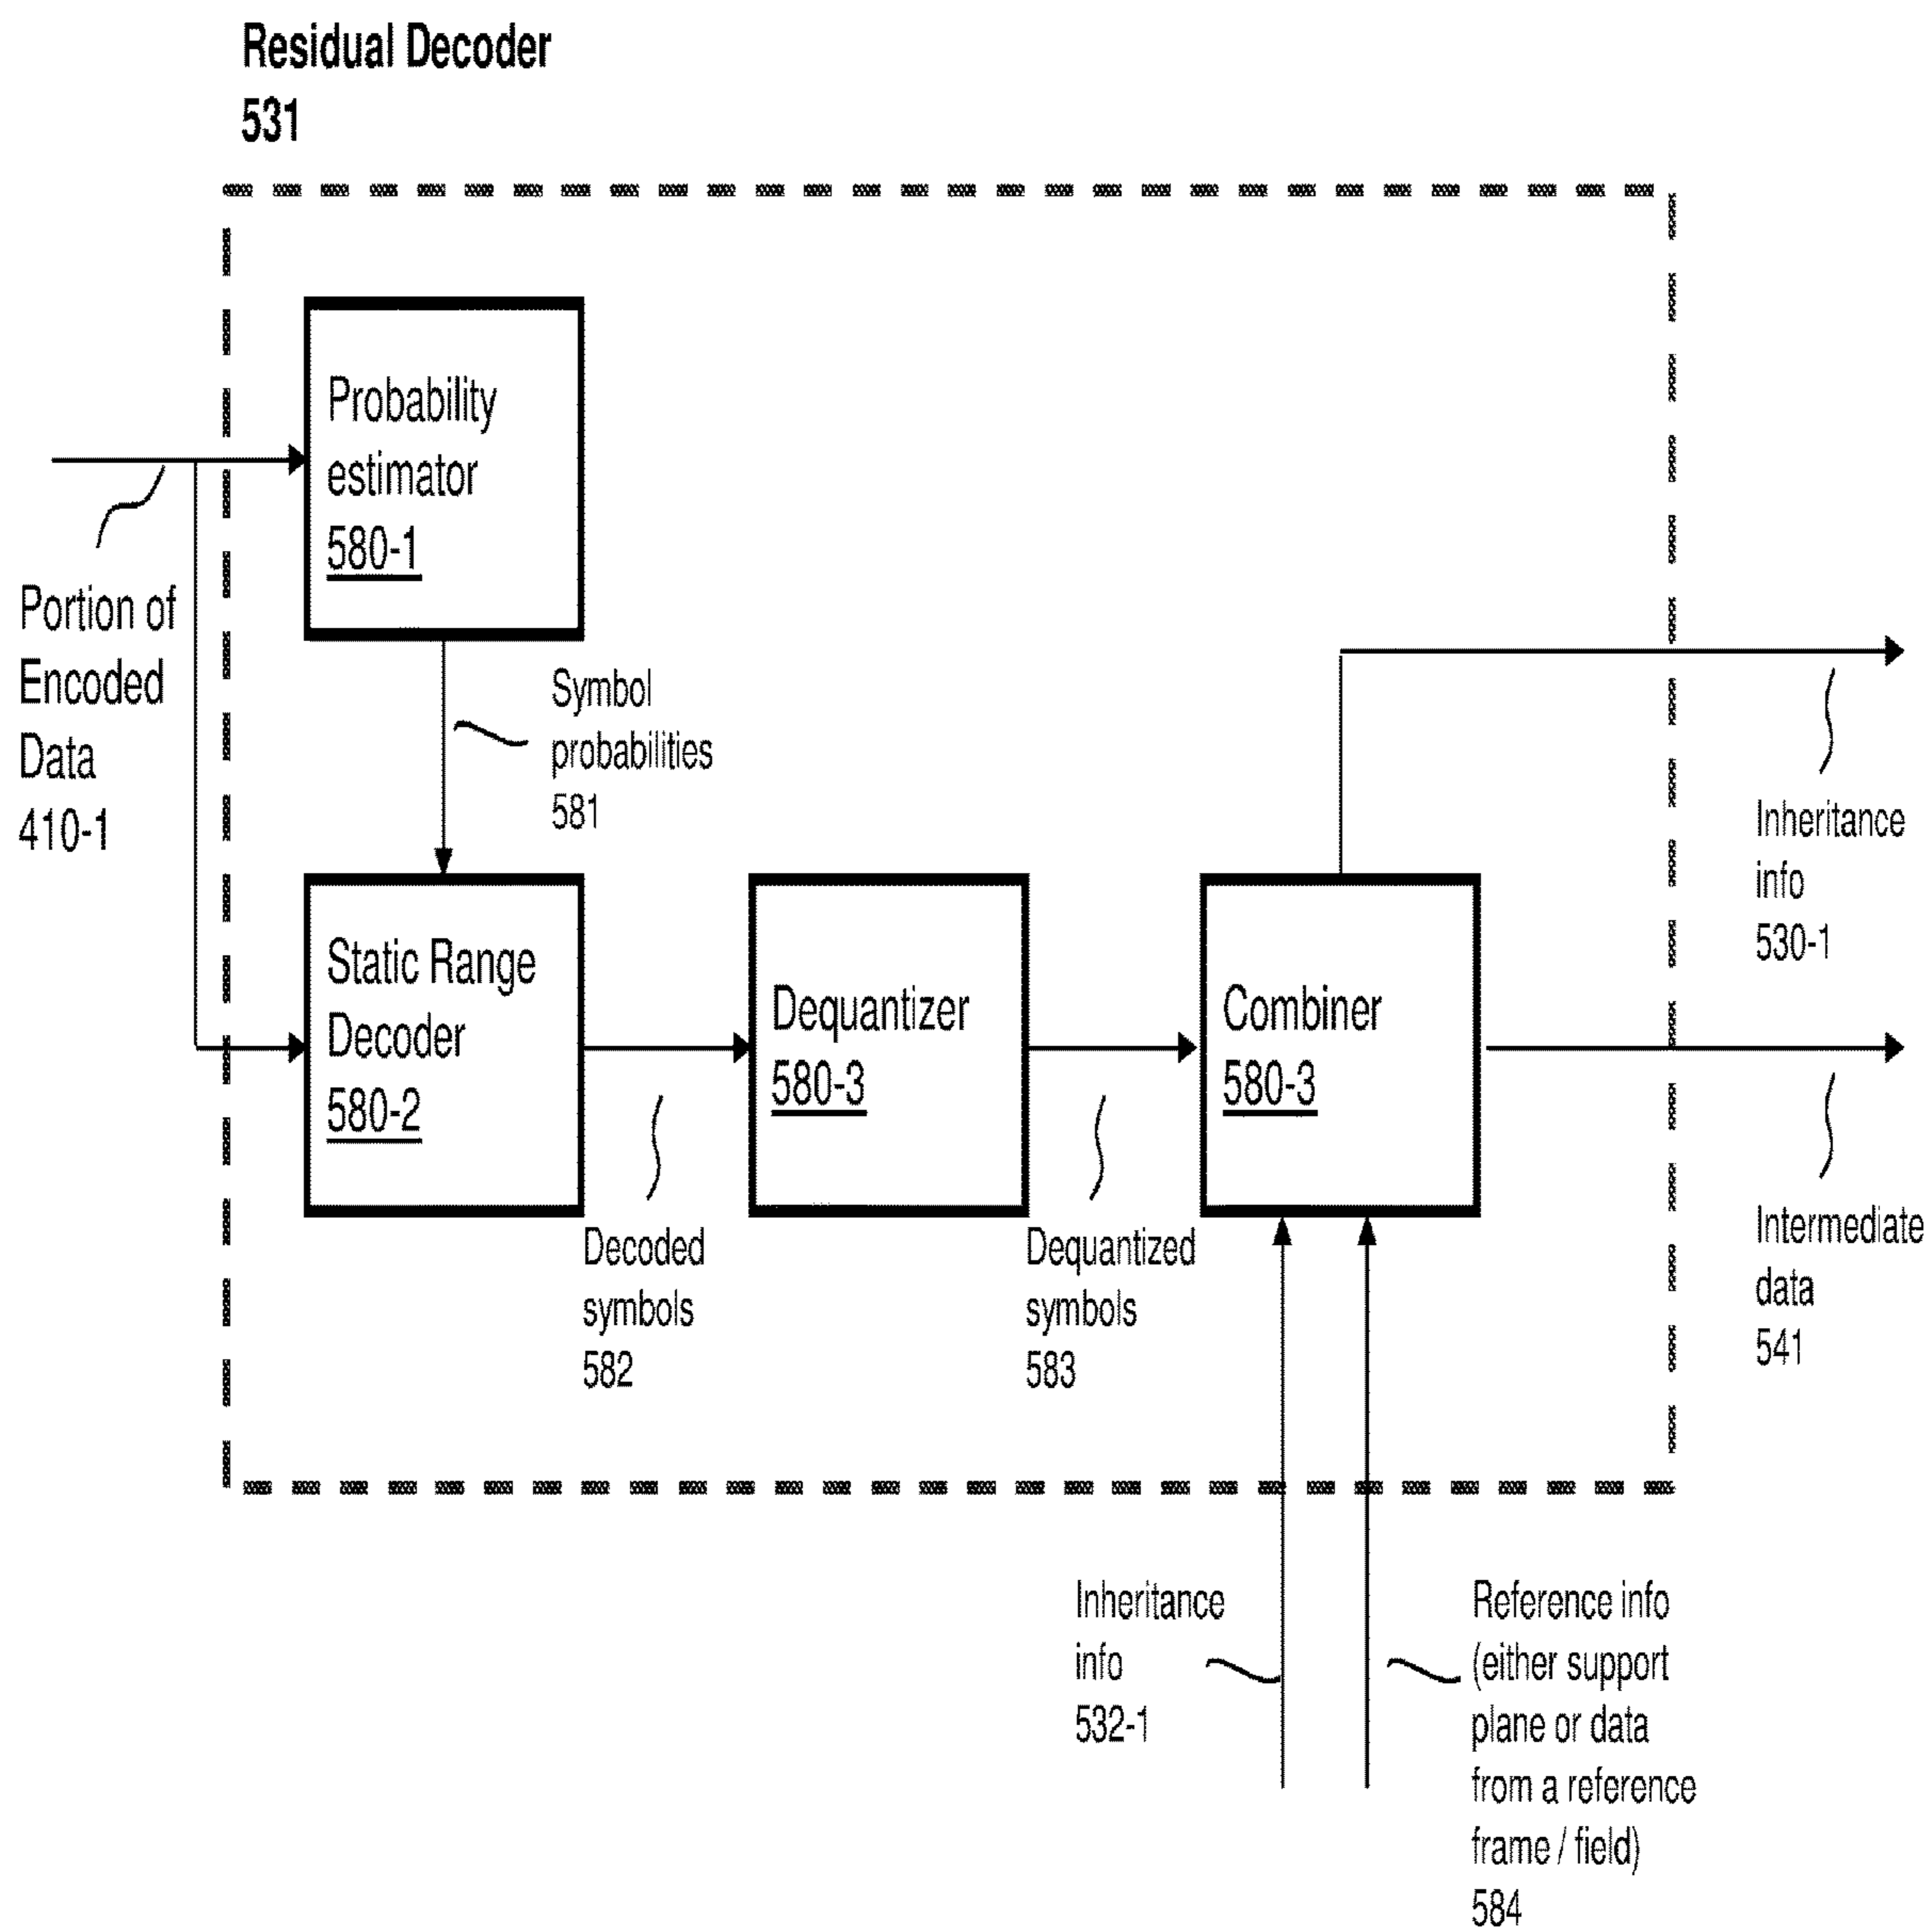 Residual Decoder
531
Probability
estimator
580-1
Portion of
Encoded
Data
410-1
Symbol
probabilities
581
Inheritance
info
530-1
Static Range
Decoder
580-2
Dequantizer
580-3
Combiner
580-3
Decoded
symbols
582
Dequantized
symbols
583
Intermediate
data
541
Inheritance
info
532-1
Reference info
(either support
plane or data
from a reference
frame / field)
584